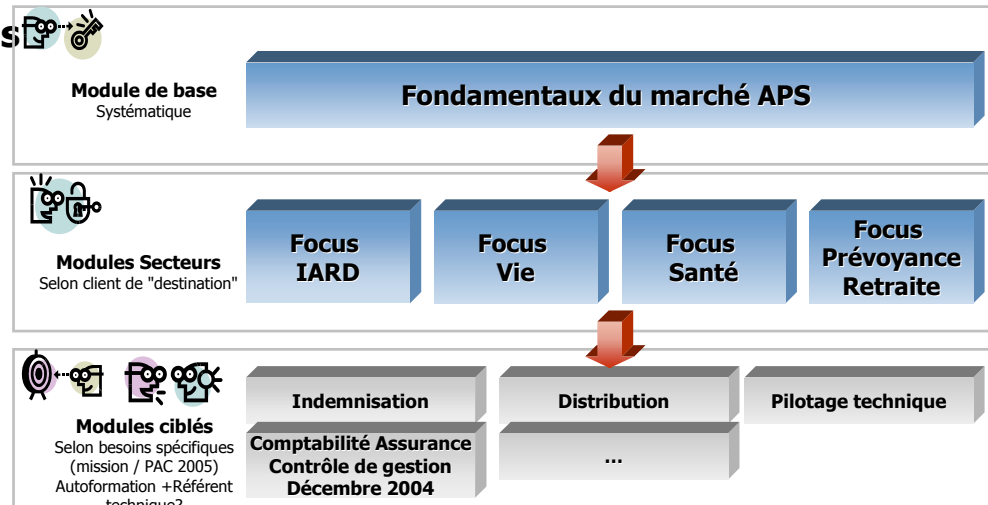 s
Module de base
Systématique
Fondamentaux du marché APS
Modules Secteurs
Selon client de "destination"
Focus
IARD
Focus
Vie
Focus
Santé
Focus
Prévoyance
Retraite
Modules ciblés
Selon besoins spécifiques
(mission / PAC 2005)
Autoformation +Référent
technique?
Indemnisation
Distribution
Pilotage technique
Comptabilité Assurance
Contrôle de gestion
Décembre 2004
...